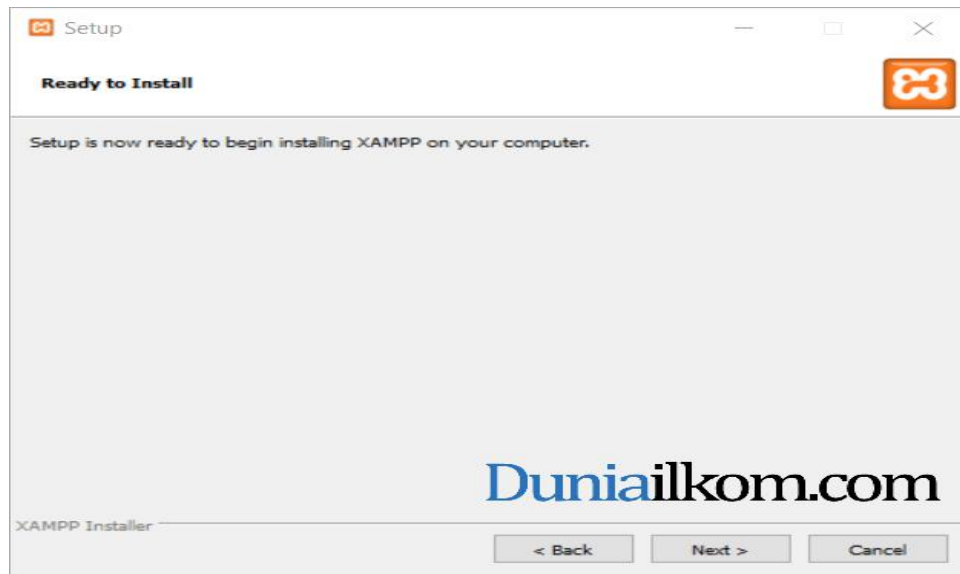 Setup
Ready to Install
Setup is now ready to begin installing XAMPP on your computer.
Duniailkom.com
XAMPP Installer
< Back Next > Cancel